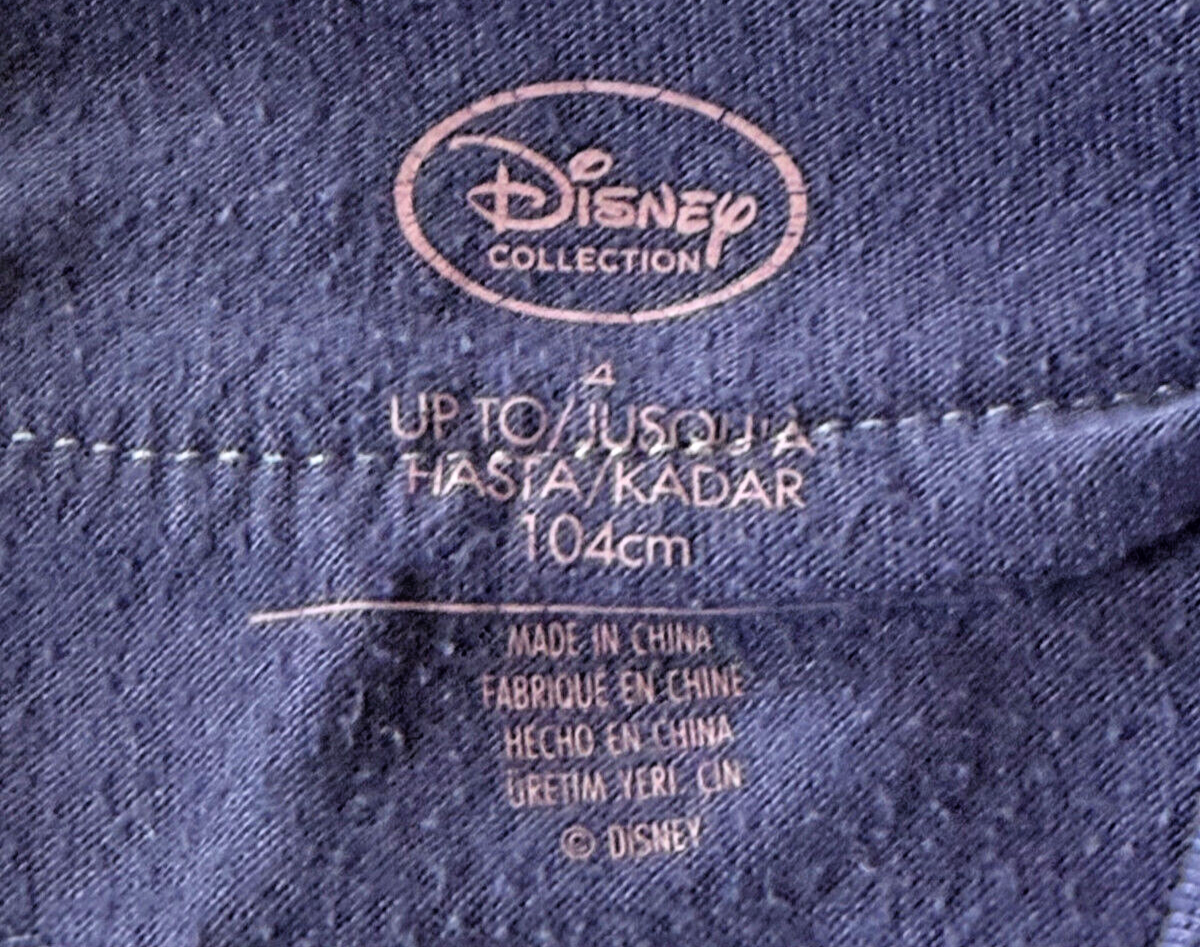 Disney
COLLECTION
4
UP TO/JUSQU'À
HASTA/KADAR
104cm
MADE IN CHINA
FABRIQUÉ EN CHINE
HECHO EN CHINA
ÜRETIM YERI: ÇIN
© DISNEY